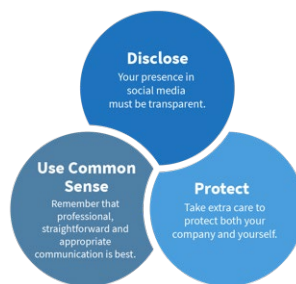 Disclose
Your presence in
social media
must be transparent.
Use Common
Sense
Remember that
professional,
straightforward and
appropriate
communication is best.
Protect
Take extra care to
protect both your
company and yourself.